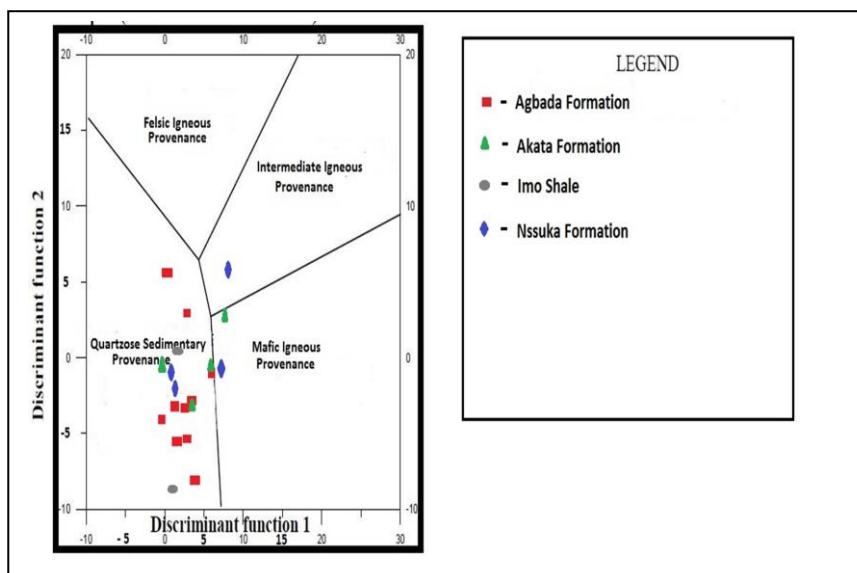 -10 0 10 20 30
20 20
15
Felsic Igneous
Provenance
Intermediate Igneous
Provenance
10 10
5
Quartzose Sedimentary
Provenance
Mafic Igneous
Provenance
0 0
-5
-10 -10
Discriminant function 2
Discriminant function 1
-10 -5 0 5 10 15 20 30
LEGEND
- Agbada Formation
- Akata Formation
- Imo Shale
- Nssuka Formation